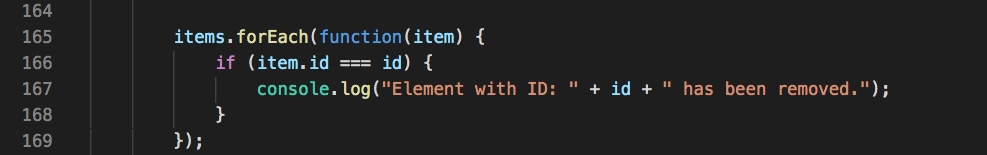 164
165 items.forEach(function(item) {
166 if (item.id === id) {
167 console.log("Element with ID: " + id + " has been removed.");
168 }
169 });